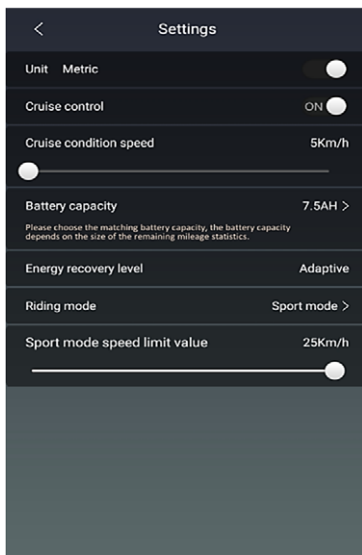 Settings
Unit Metric
Cruise control ON
Cruise condition speed 5Km/h
Battery capacity 7.5AH >
Please choose the matching battery capacity, the battery capacity
depends on the size of the remaining mileage statistics.
Energy recovery level Adaptive
Riding mode Sport mode >
Sport mode speed limit value 25Km/h